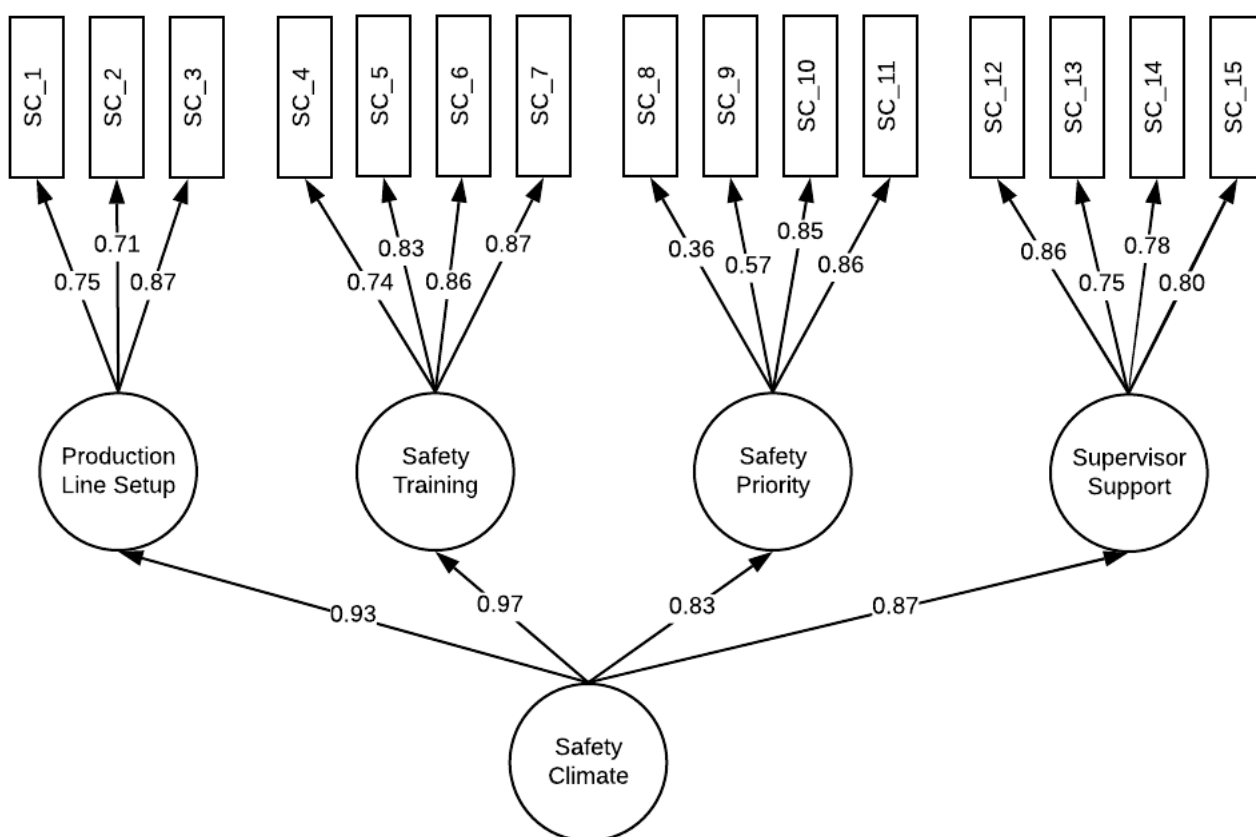 SC_1
SC_2
SC_3
SC_4
SC_5
SC_6
SC_7
SC_8
SC_9
SC_10
SC_11
SC_12
SC_13
SC_14
SC_15
0.75
0.71
0.87
0.74
0.83
0.86
0.87
0.36
0.57
0.85
0.86
0.86
0.75
0.78
0.80
Production
Line Setup
Safety
Training
Safety
Priority
Supervisor
Support
0.93
0.97
0.83
0.87
Safety
Climate